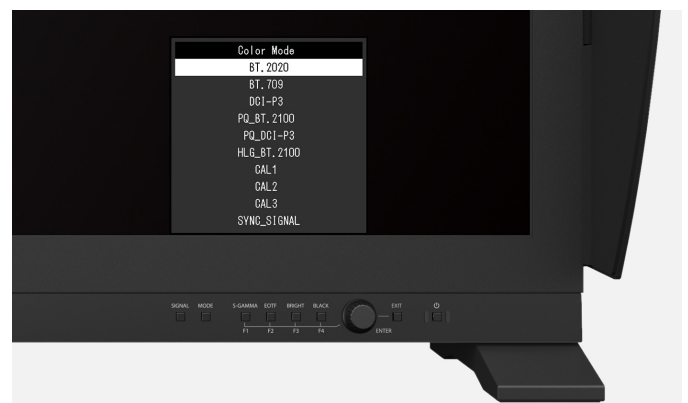 Color Mode
BT.2020
BT.709
DCI-P3
PQ_BT.2100
PQ_DCI-P3
HLG_BT.2100
CAL1
CAL2
CAL3
SYNC_SIGNAL
SIGNAL MODE S-GAMMA EOTF BRIGHT BLACK EXIT
F1 F2 F3 F4 ENTER